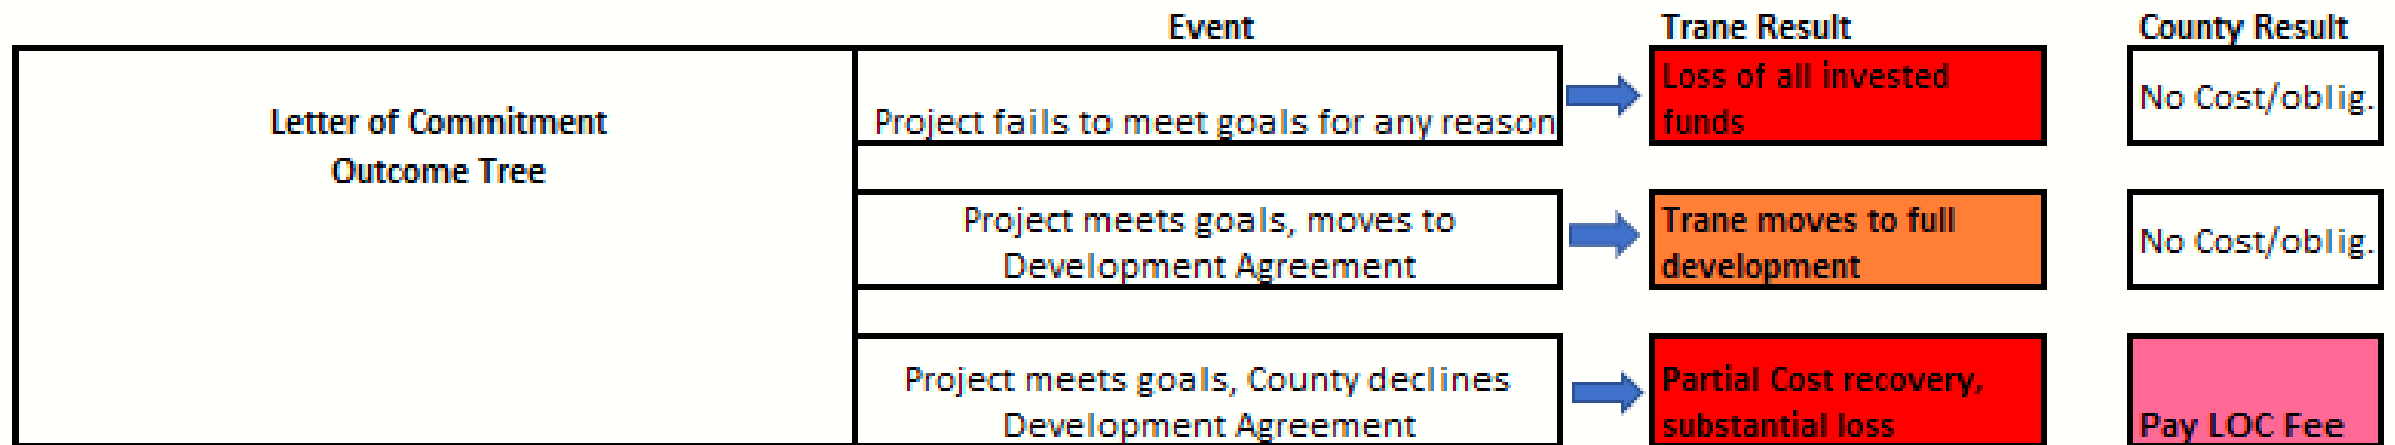 Event
Trane Result
County Result
Letter of Commitment
Outcome Tree
Project fails to meet goals for any reason
Loss of all invested
funds
No Cost/oblig.
Project meets goals, moves to
Development Agreement
Trane moves to full
development
No Cost/oblig.
Project meets goals, County declines
Development Agreement
Partial Cost recovery,
substantial loss
Pay LOC Fee